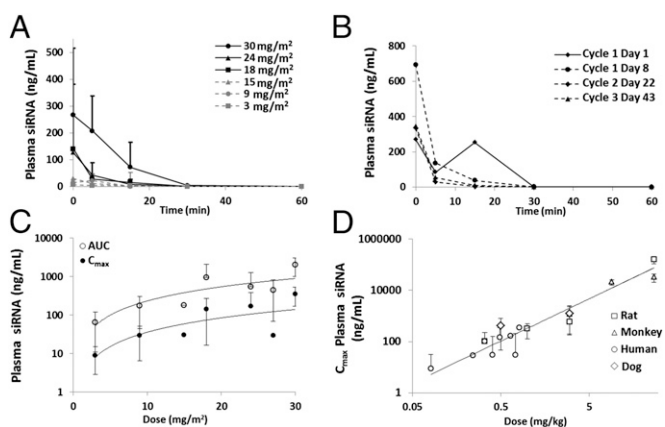 A
Plasma siRNA (ng/mL)
500
400
300
200
100
0
0
20
40
60
Time (min)
30 mg/m²
24 mg/m²
18 mg/m²
15 mg/m²
9 mg/m²
3 mg/m²
B
Plasma siRNA (ng/mL)
800
600
400
200
0
0
20
40
60
Time (min)
Cycle 1 Day 1
Cycle 1 Day 8
Cycle 2 Day 22
Cycle 3 Day 43
C
Plasma siRNA (ng/mL)
10000
1000
100
10
1
0
10
20
30
Dose (mg/m²)
AUC
Cmax
D
Cmax Plasma siRNA
(ng/mL)
1000000
10000
100
1
0.05
0.5
5
Dose (mg/kg)
Rat
Monkey
Human
Dog